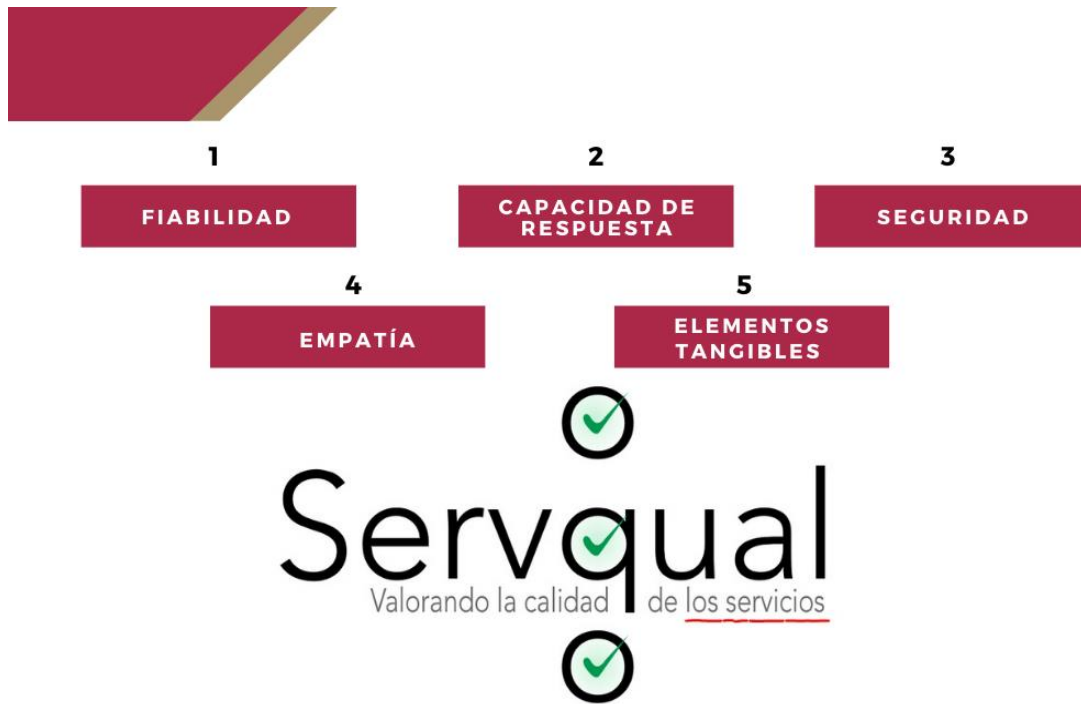 1
FIABILIDAD
2
CAPACIDAD DE
RESPUESTA
3
SEGURIDAD
4
EMPATÍA
5
ELEMENTOS
TANGIBLES
Servqual
Valorando la calidad de los servicios